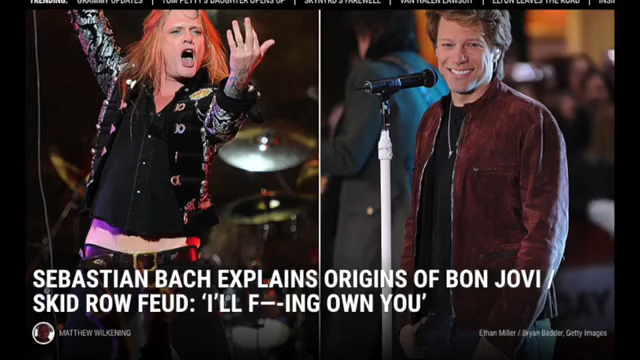 TRENDING: GRAMMY UPDATES | TOM PETTY'S DAUGHTER OPENS UP | SKYNYRD'S FAREWELL | VAN HALEN LAWSUIT | ELTON LEAVES THE ROAD |
SEBASTIAN BACH EXPLAINS ORIGINS OF BON JOVI /
SKID ROW FEUD: ‘I’LL F—-ING OWN YOU’
MATTHEW WILKENING
Ethan Miller / Bryan Bedder, Getty Images